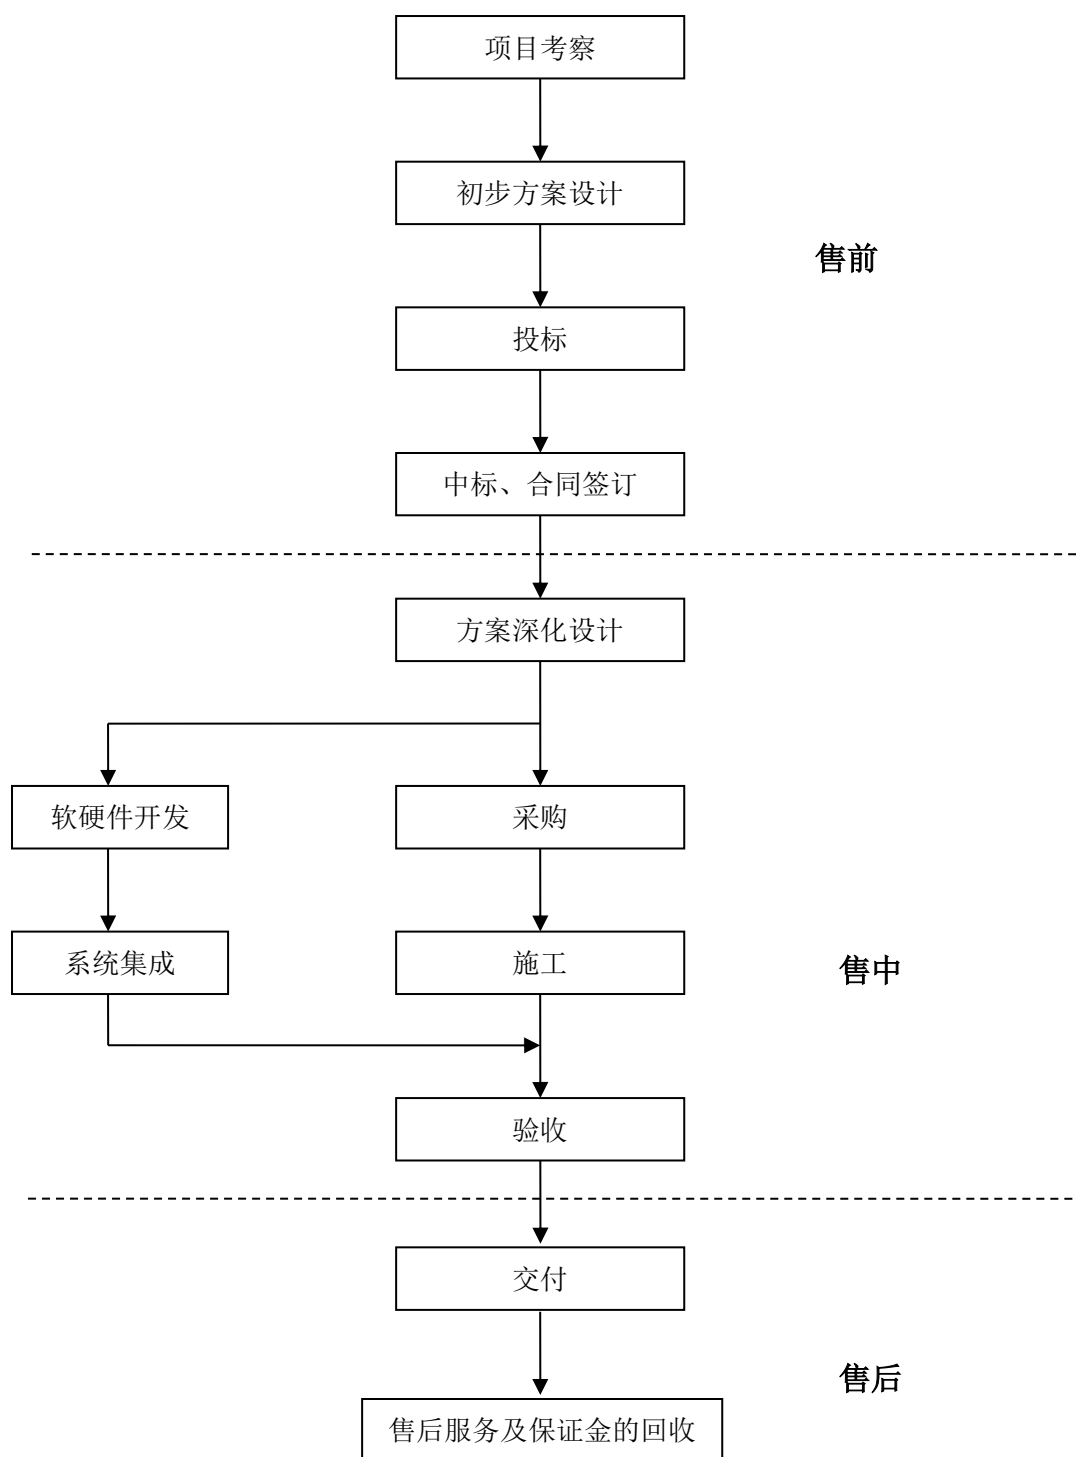 项目考察
初步方案设计
售前
投标
中标、合同签订
方案深化设计
软硬件开发
采购
系统集成
施工
售中
验收
交付
售后
售后服务及保证金的回收